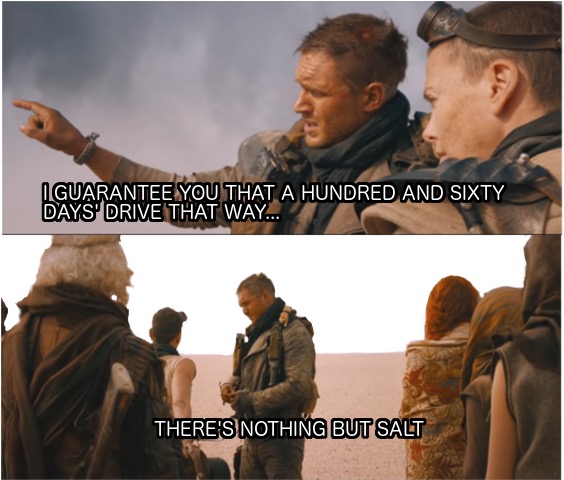 I GUARANTEE YOU THAT A HUNDRED AND SIXTY
DAYS' DRIVE THAT WAY...
THERE'S NOTHING BUT SALT